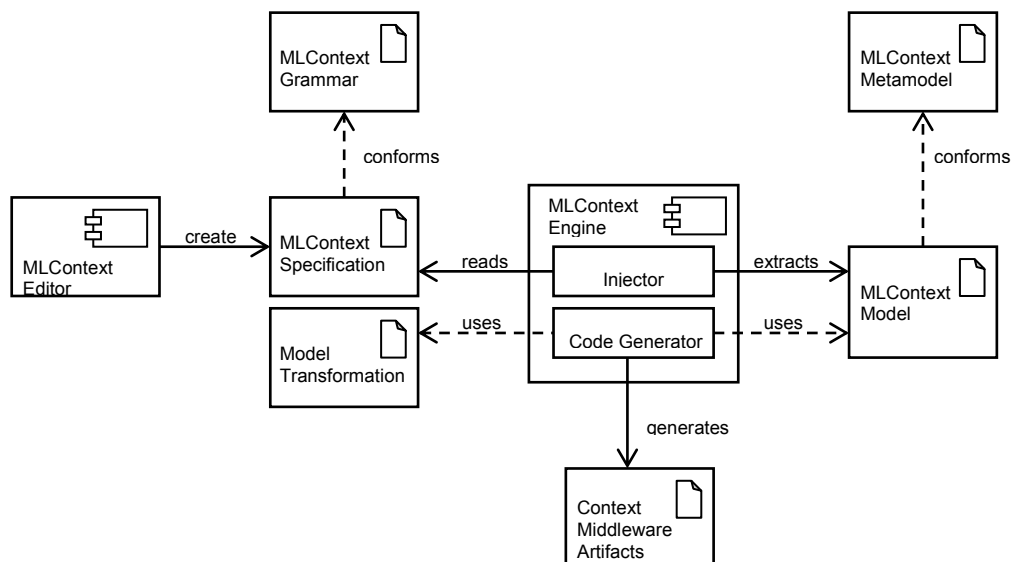 MLContext
Grammar
MLContext
Metamodel
conforms
conforms
MLContext
Editor
create
MLContext
Specification
MLContext
Engine
reads
Injector
extracts
MLContext
Model
uses
Code Generator
uses
Model
Transformation
generates
Context
Middleware
Artifacts